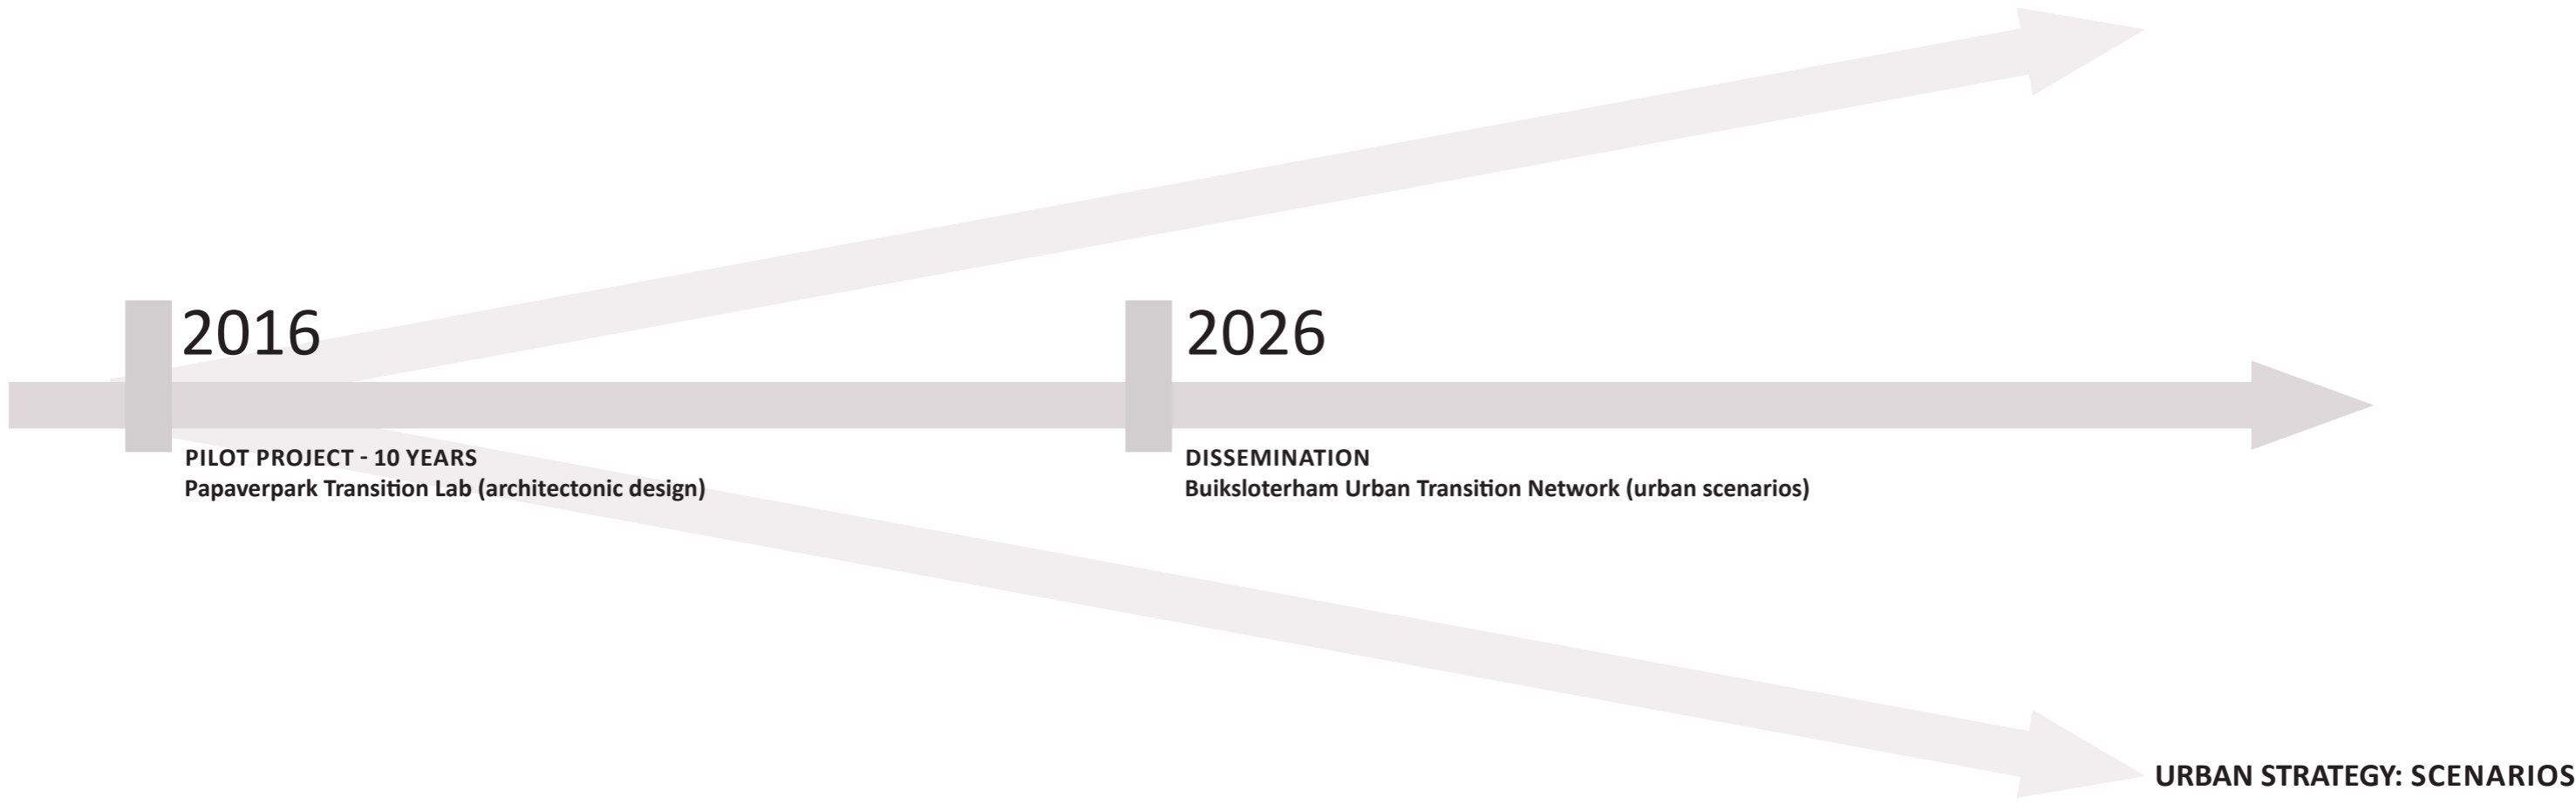 2016
PILOT PROJECT - 10 YEARS
Papaverpark Transition Lab (architectonic design)
2026
DISSEMINATION
Buiksloterham Urban Transition Network (urban scenarios)
URBAN STRATEGY: SCENARIOS